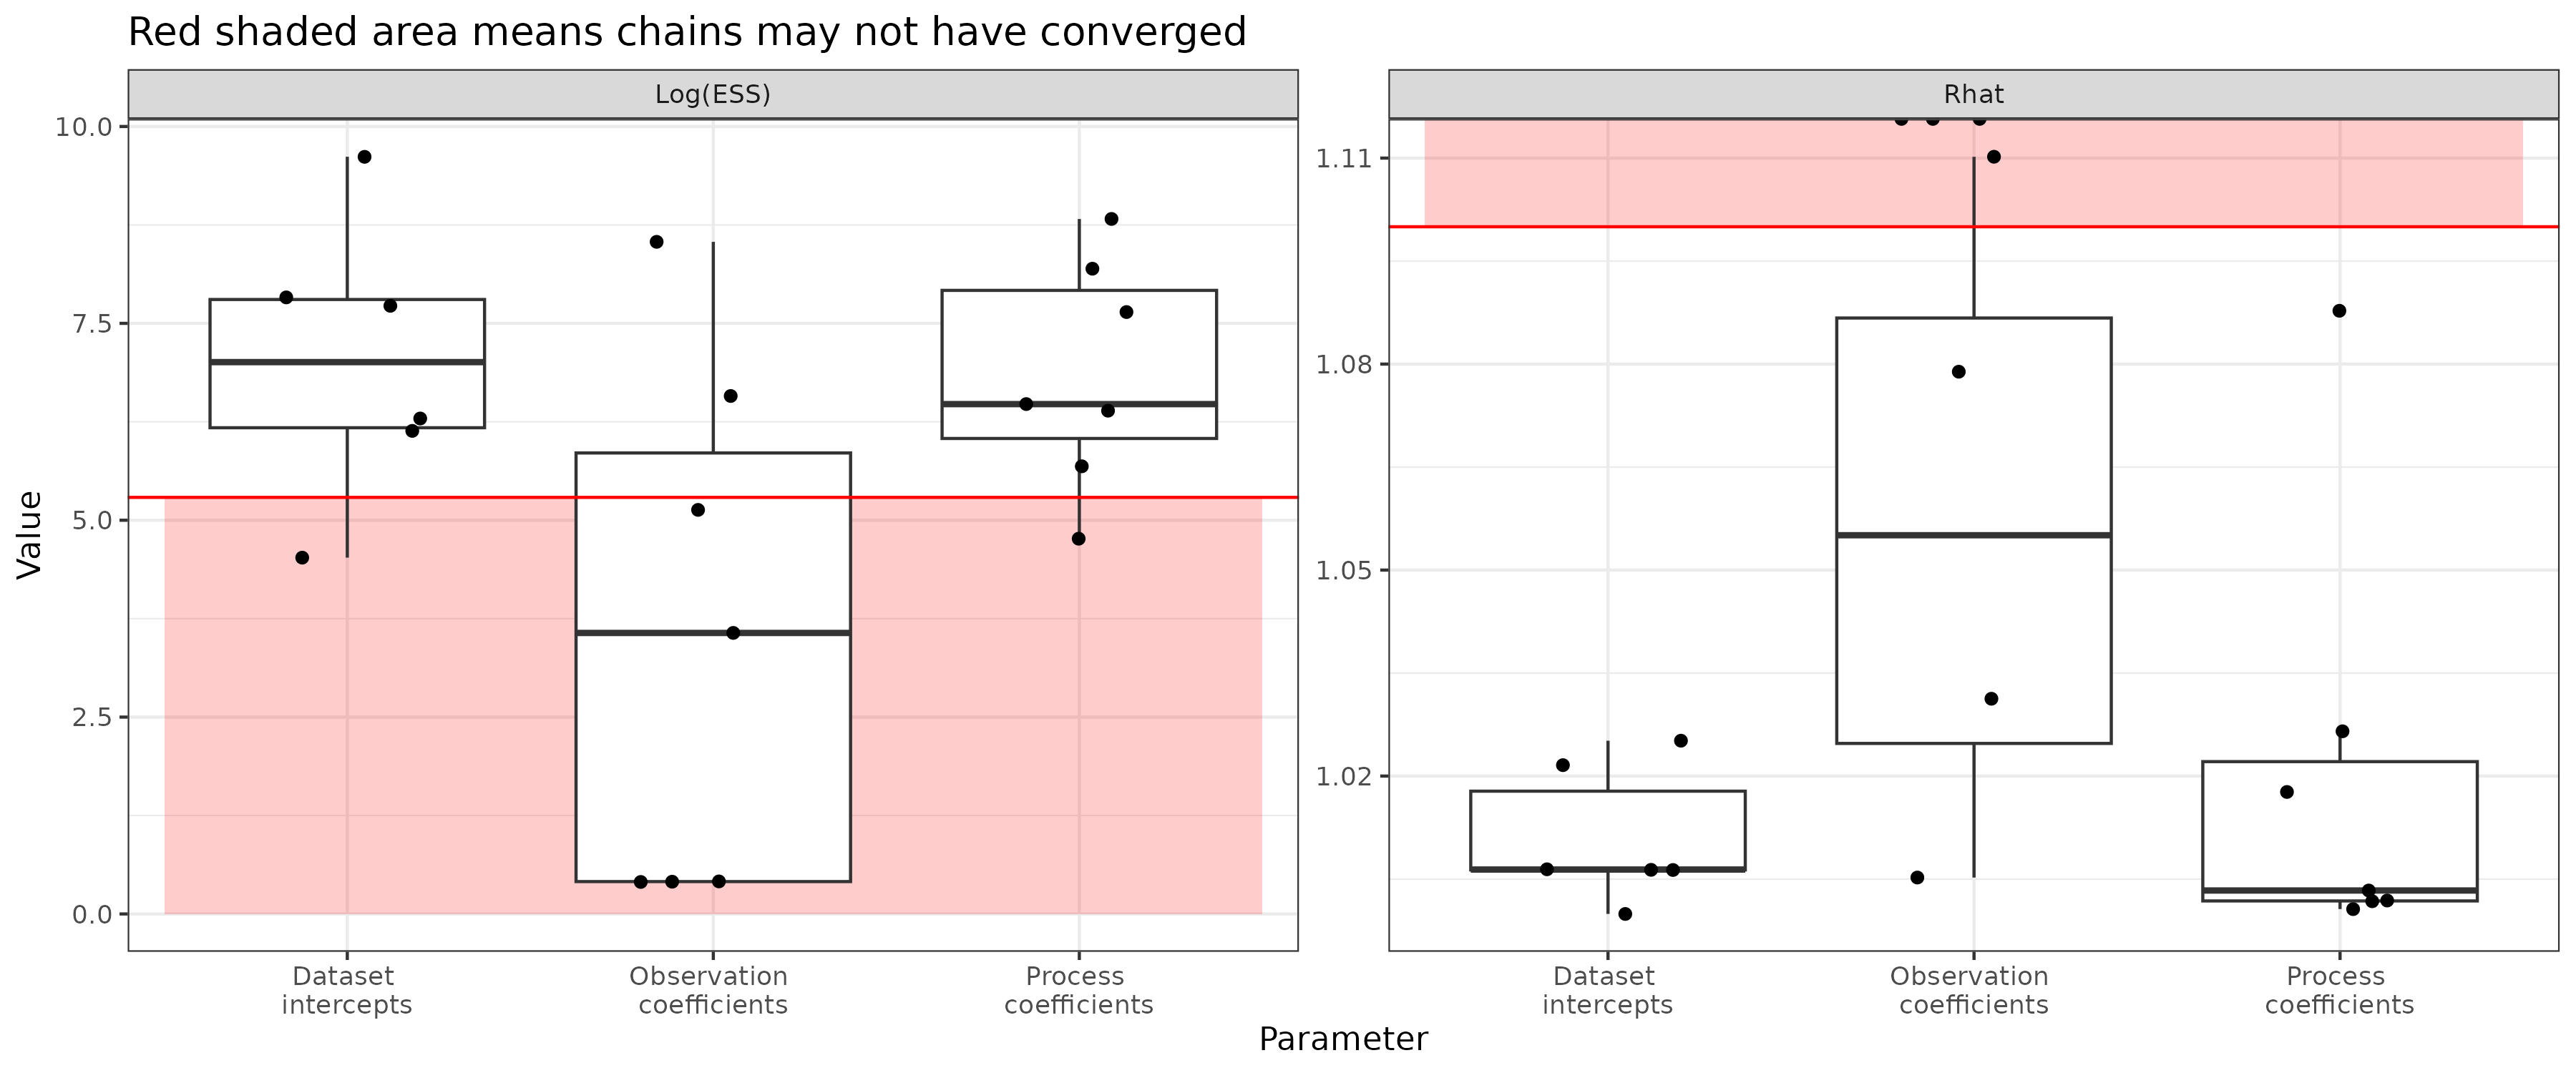 Red shaded area means chains may not have converged
Log(ESS)
Rhat
Value
10.0
7.5
5.0
2.5
0.0
1.11
1.08
1.05
1.02
Dataset
intercepts
Observation
coefficients
Process
coefficients
Dataset
intercepts
Observation
coefficients
Process
coefficients
Parameter